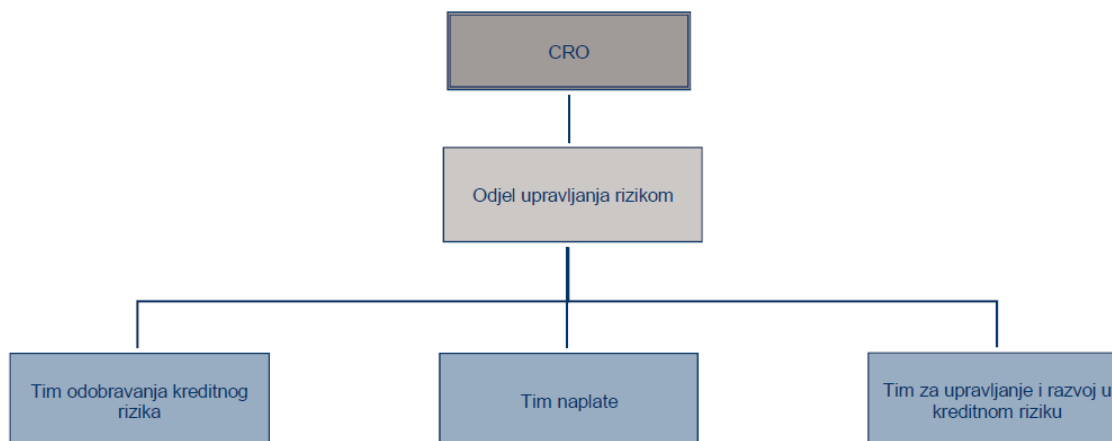 CRO
Odjel upravljanja rizikom
Tim odobravanja kreditnog
rizika
Tim naplate
Tim za upravljanje i razvoj u
kreditnom riziku